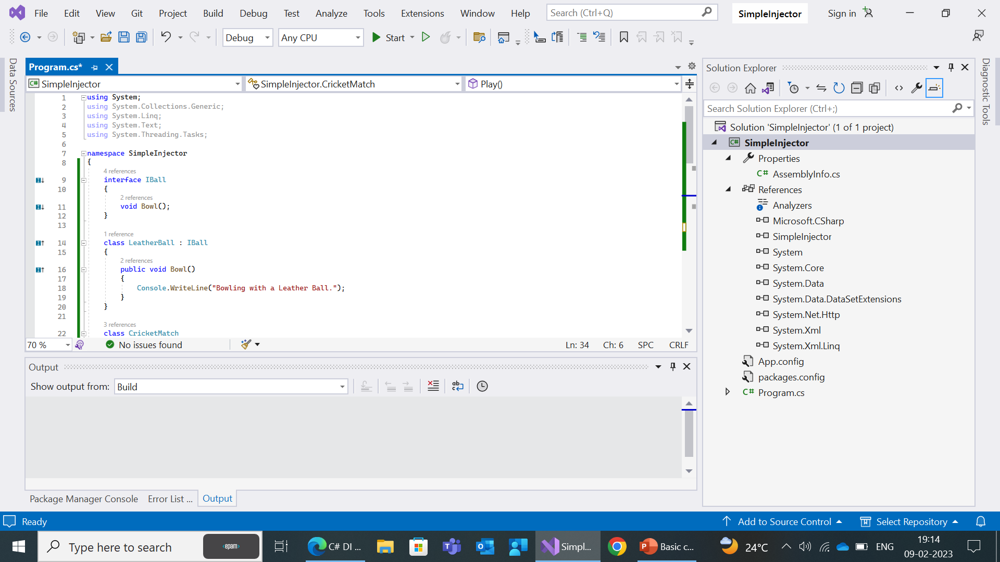 File Edit View Git Project Build Debug Test Analyze Tools Extensions Window Help Search (Ctrl+Q) SimpleInjector Sign in
Debug Any CPU Start
Data Sources
Program.cs*
SimpleInjector SimpleInjector.CricketMatch Play()
1 using System;
2 using System.Collections.Generic;
3 using System.Linq;
4 using System.Text;
5 using System.Threading.Tasks;
6
7 namespace SimpleInjector
8 {
4 references
9 interface IBall
10 {
2 references
11 void Bowl();
12 }
13
1 reference
14 class LeatherBall : IBall
15 {
2 references
16 public void Bowl()
17 {
18 Console.WriteLine("Bowling with a Leather Ball.");
19 }
20 }
21
3 references
22 class CricketMatch
70 % No issues found Ln: 34 Ch: 6 SPC CRLF
Output
Show output from: Build
Package Manager Console Error List ... Output
Solution Explorer
Search Solution Explorer (Ctrl+;)
Solution 'SimpleInjector' (1 of 1 project)
C# SimpleInjector
Properties
C# AssemblyInfo.cs
References
Analyzers
Microsoft.CSharp
SimpleInjector
System
System.Core
System.Data
System.Data.DataSetExtensions
System.Net.Http
System.Xml
System.Xml.Linq
App.config
packages.config
C# Program.cs
Diagnostic Tools
Ready Add to Source Control Select Repository
Type here to search <epam> C# DI ... Simpl... Basic c... 24°C ENG 19:14
09-02-2023